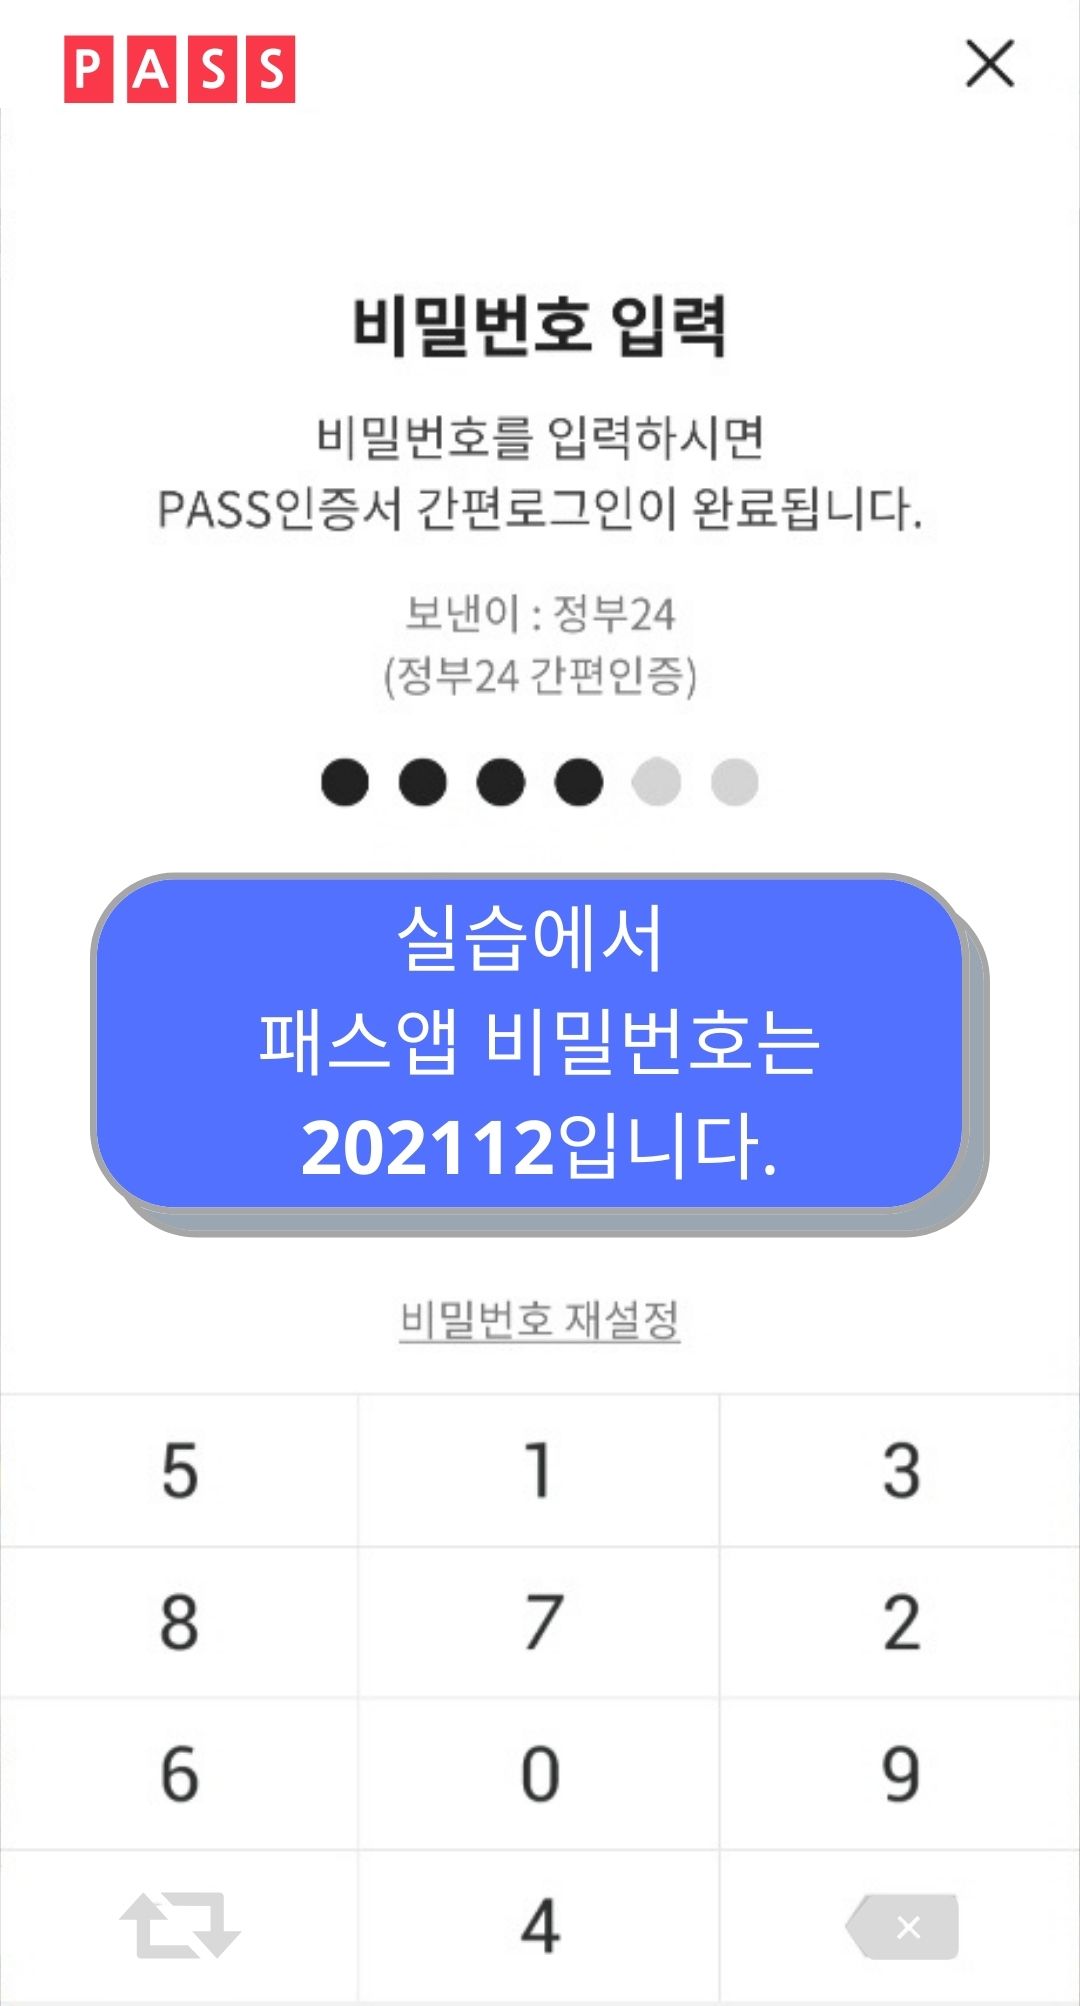 PASS
비밀번호 입력
비밀번호를 입력하시면
PASS인증서 간편로그인이 완료됩니다.
보낸이 : 정부24
(정부24 간편인증)
실습에서
패스앱 비밀번호는
202112입니다.
비밀번호 재설정
5 1 3
8 7 2
6 0 9
4